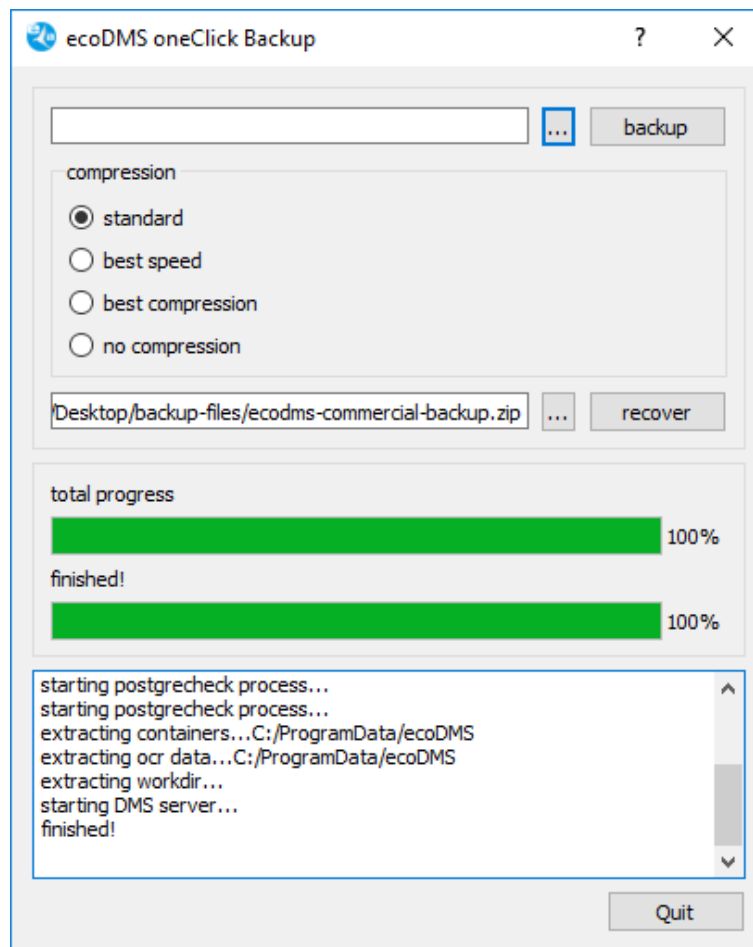 ecoDMS oneClick Backup ?
... backup
compression
standard
best speed
best compression
no compression
/Desktop/backup-files/ecodms-commercial-backup.zip ... recover
total progress
100%
finished!
100%
starting postgrecheck process...
starting postgrecheck process...
extracting containers...C:/ProgramData/ecoDMS
extracting ocr data...C:/ProgramData/ecoDMS
extracting workdir...
starting DMS server...
finished!
Quit